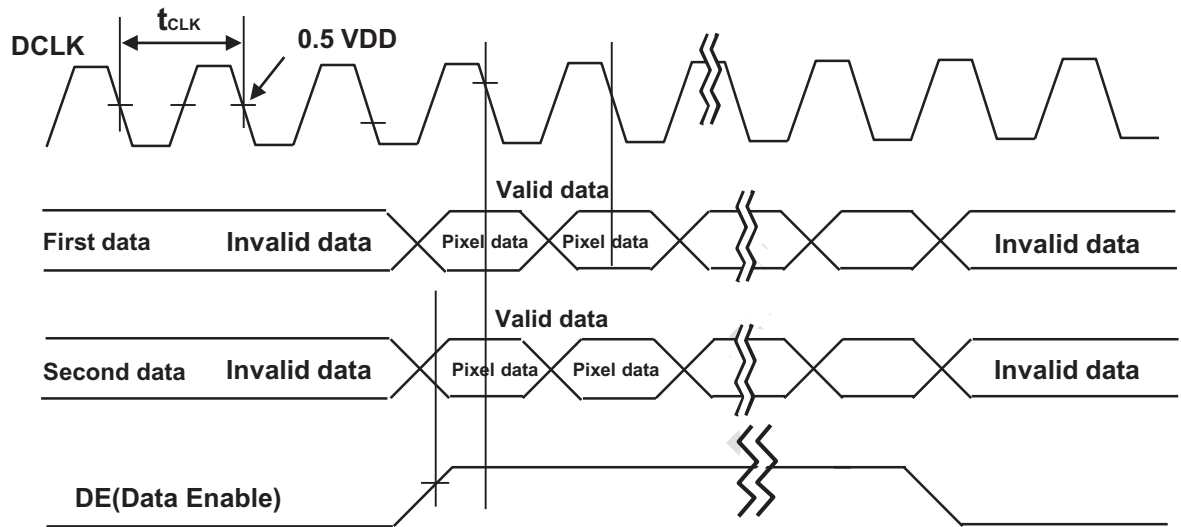 tCLK
DCLK
0.5 VDD
Valid data
First data
Invalid data
Pixel data
Pixel data
Invalid data
Valid data
Second data
Invalid data
Pixel data
Pixel data
Invalid data
DE(Data Enable)